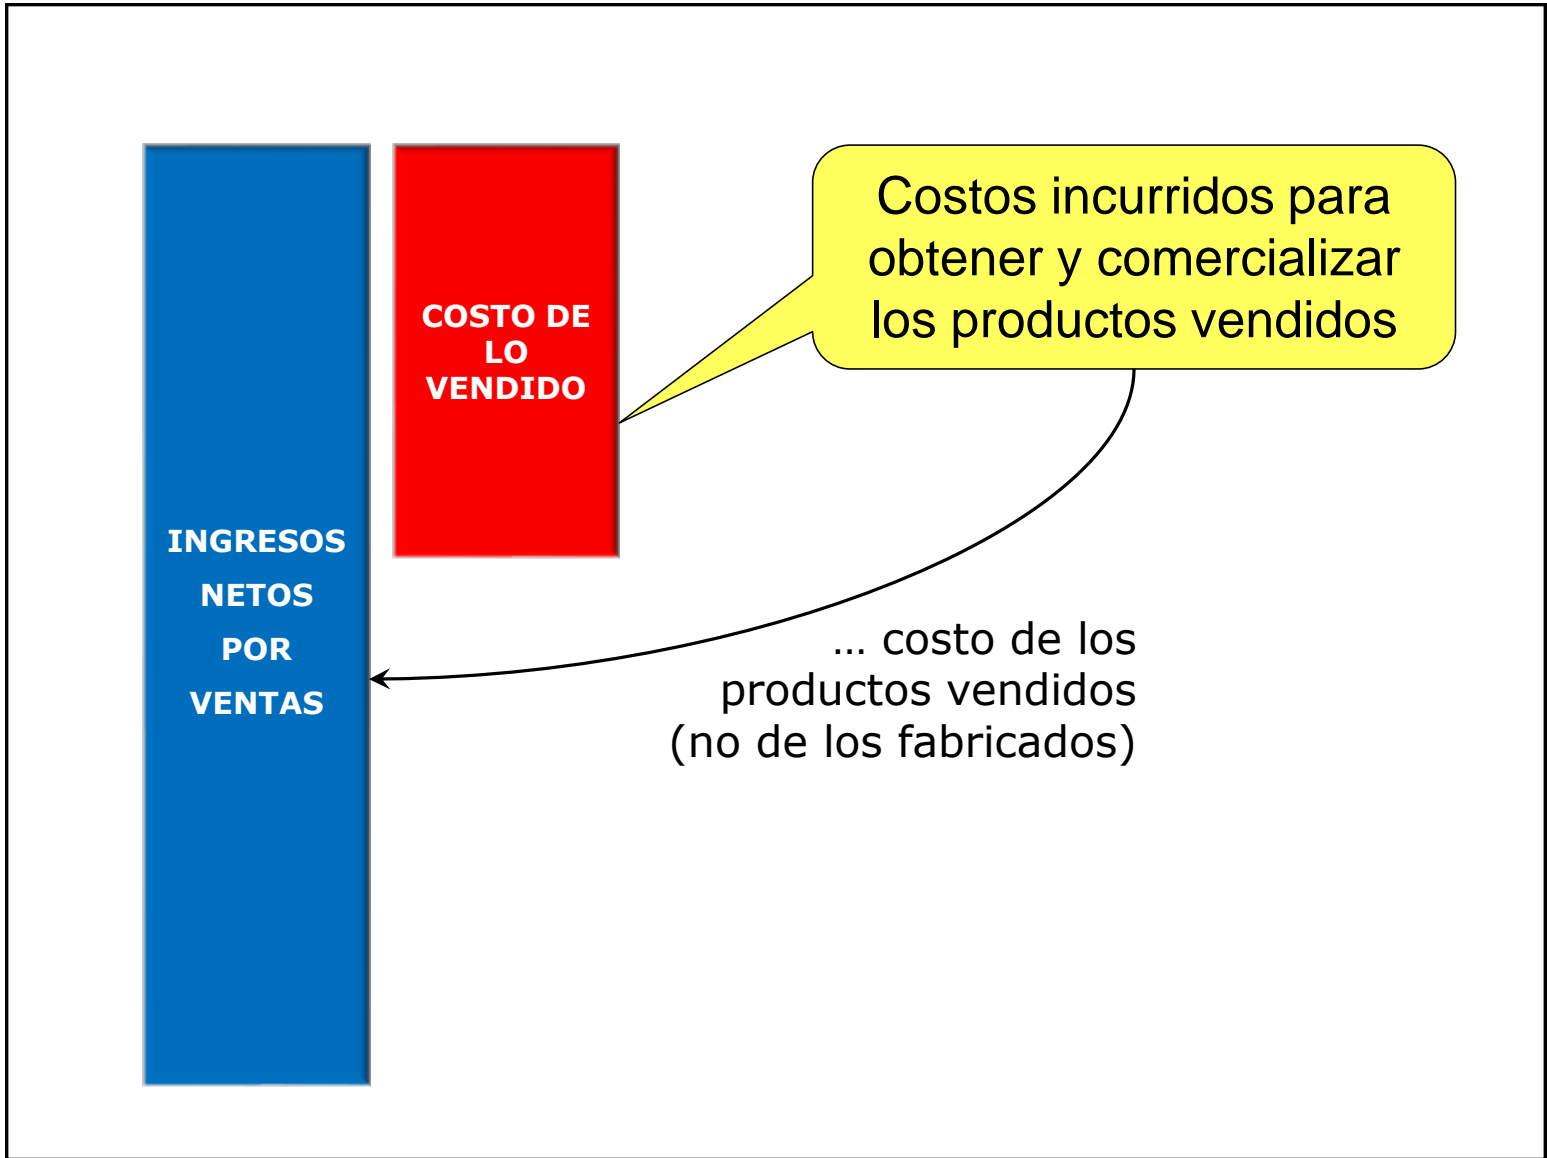 INGRESOS
NETOS
POR
VENTAS
COSTO DE
LO
VENDIDO
Costos incurridos para
obtener y comercializar
los productos vendidos
... costo de los
productos vendidos
(no de los fabricados)